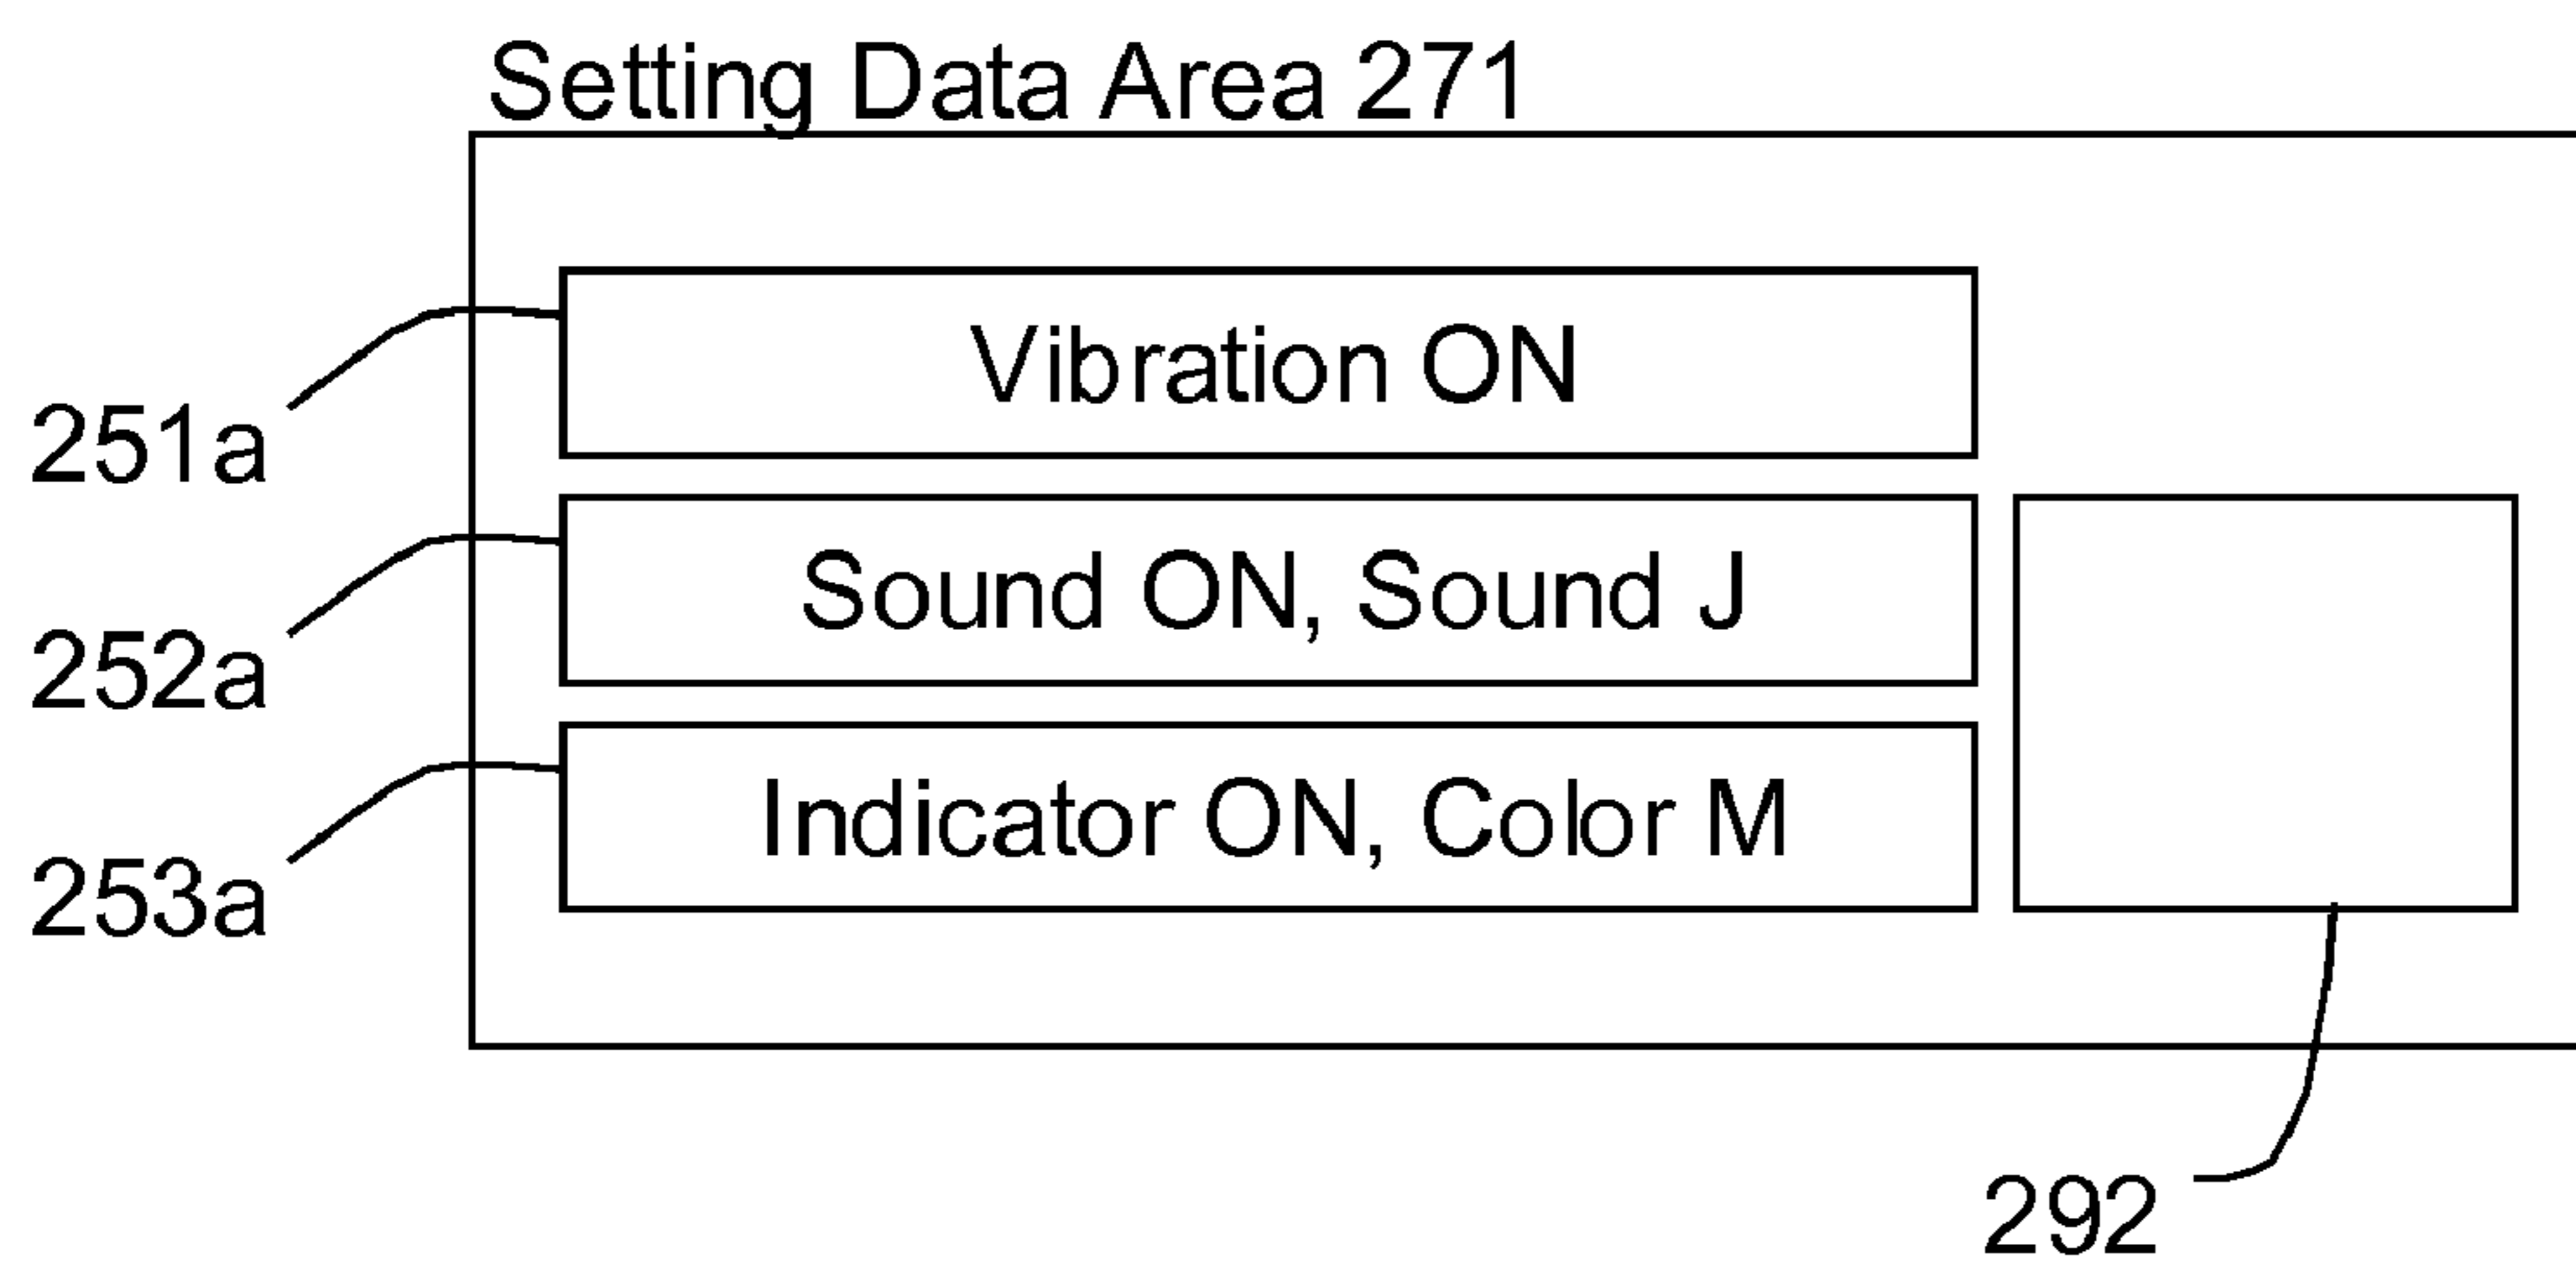 Setting Data Area 271
Vibration ON
251a
Sound ON, Sound J
252a
Indicator ON, Color M
253a
292